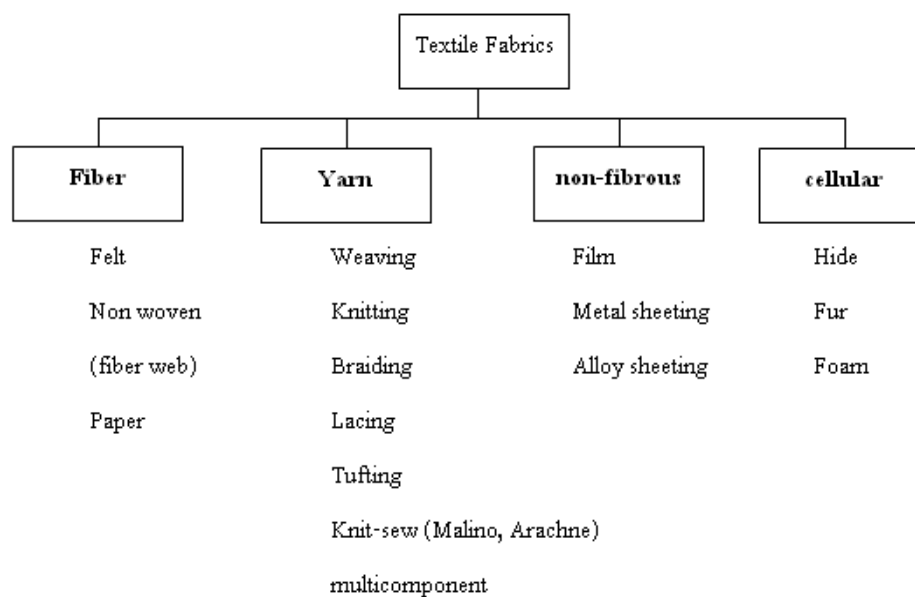 Textile Fabrics
Fiber
Yarn
non-fibrous
cellular
Felt
Non woven
(fiber web)
Paper
Weaving
Knitting
Braiding
Lacing
Tufting
Knit-sew (Malino, Arachne)
multicomponent
Film
Metal sheeting
Alloy sheeting
Hide
Fur
Foam